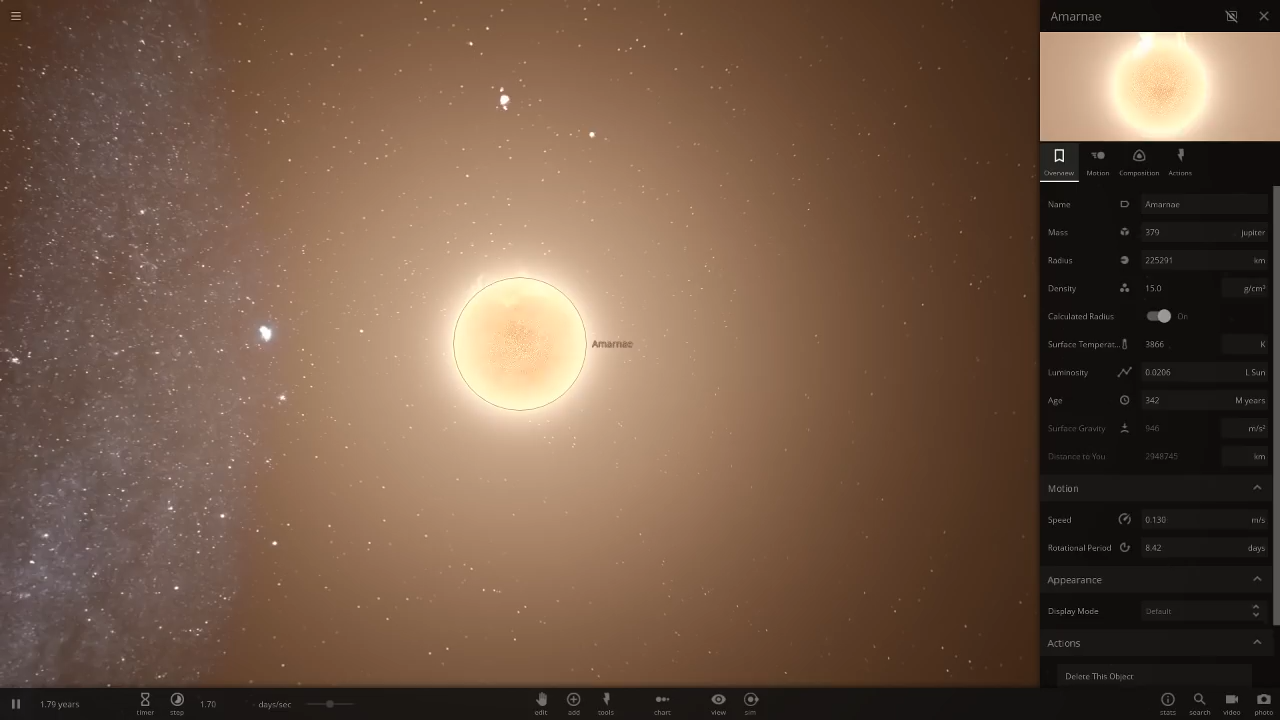 Amarnae
Overview
Motion
Composition
Actions
Name Amarnae
Mass 379 jupiter
Radius 225291 km
Density 15.0 g/cm³
Calculated Radius On
Surface Temperat... 3866 K
Amarnae
Luminosity 0.0206 L Sun
Age 342 M years
Surface Gravity 946 m/s²
Distance to You 2948745 km
Motion
Speed 0.130 m/s
Rotational Period 8.42 days
Appearance
Display Mode Default
Actions
Delete This Object
1.79 years
timer
step
1.70 days/sec
edit
add
tools
chart
view
sim
stats
search
video
photo